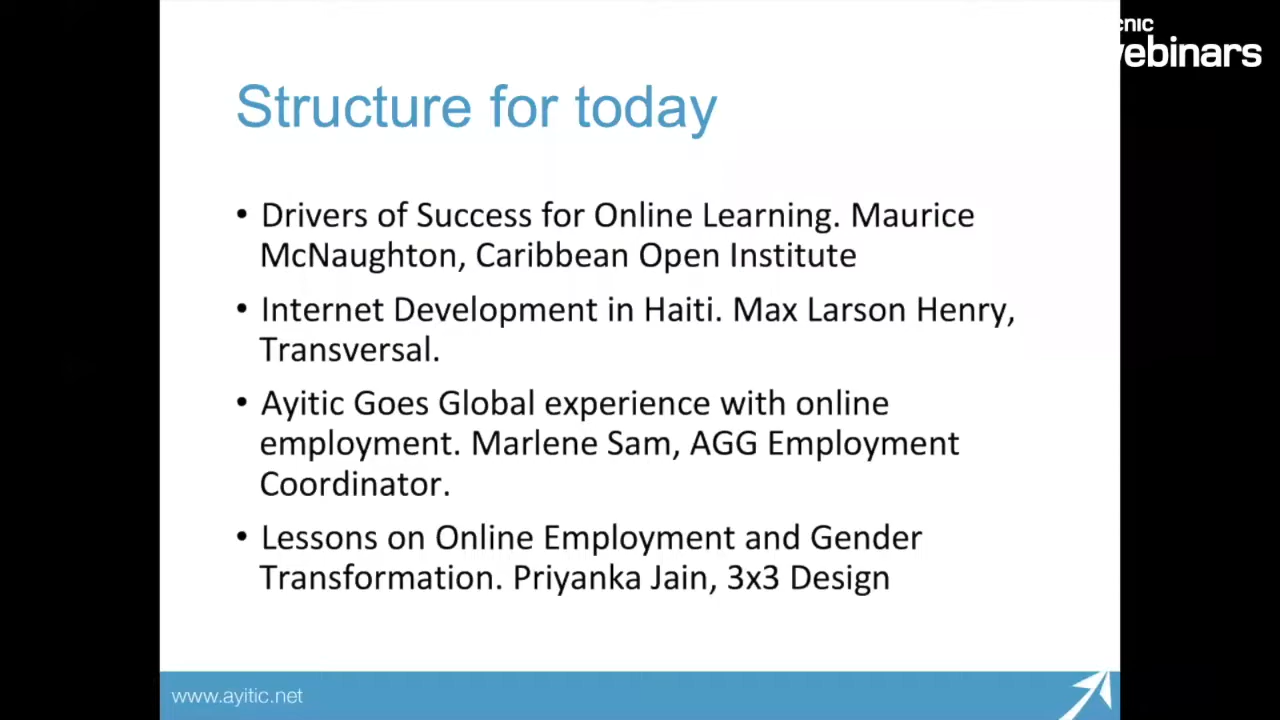 cnic
webinars
Structure for today
• Drivers of Success for Online Learning. Maurice
McNaughton, Caribbean Open Institute
• Internet Development in Haiti. Max Larson Henry,
Transversal.
• Ayitic Goes Global experience with online
employment. Marlene Sam, AGG Employment
Coordinator.
• Lessons on Online Employment and Gender
Transformation. Priyanka Jain, 3x3 Design
www.ayitic.net